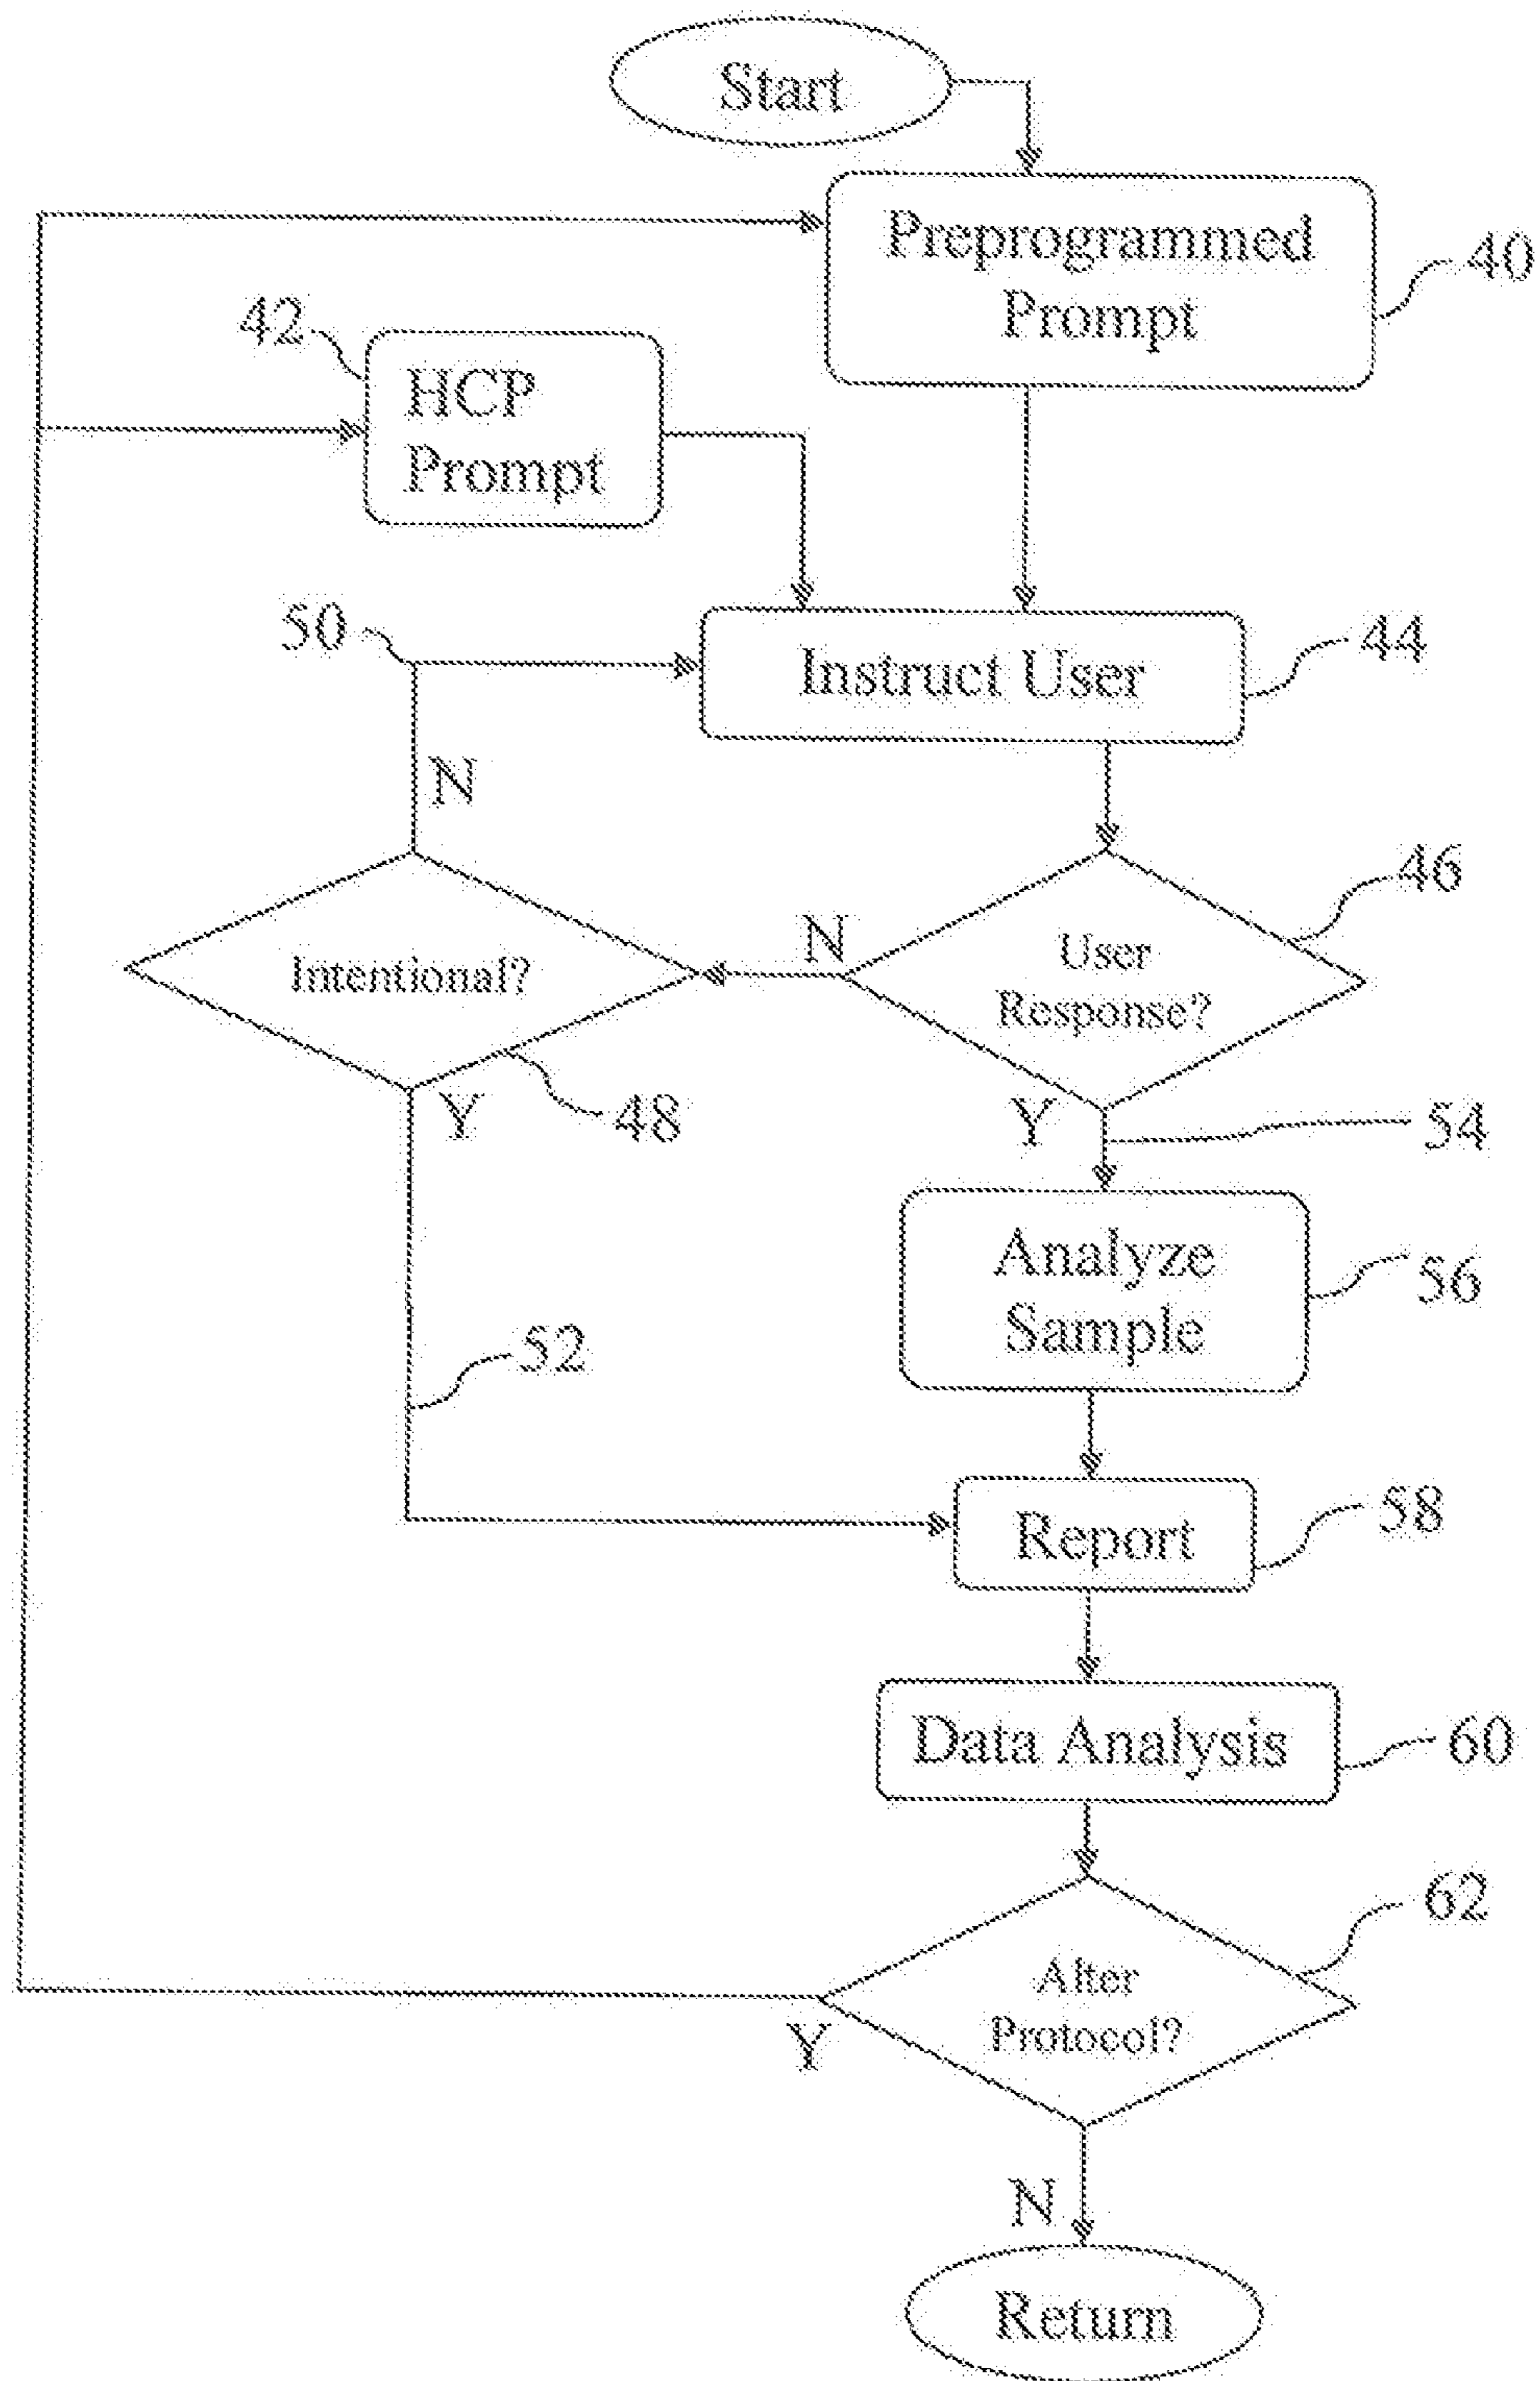 Start
Preprogrammed
Prompt
40
42
HCP
Prompt
50
Instruct User
44
N
46
Intentional?
N
User
Response?
Y
48
Y
54
Analyze
Sample
56
52
Report
58
Data Analysis
60
62
Alter
Protocol?
Y
N
Return